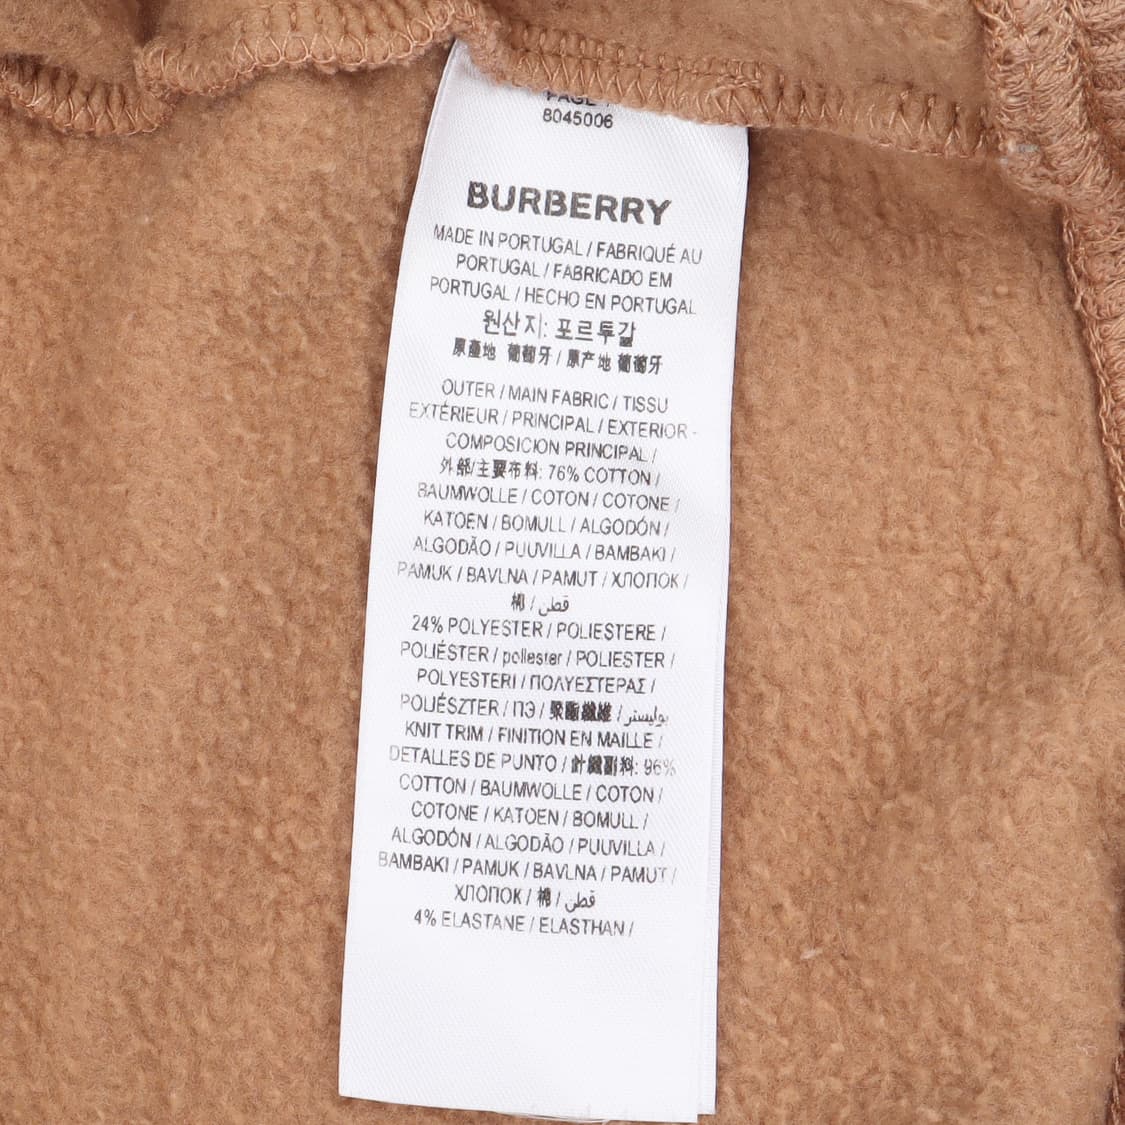 PAGE 1
8045006
BURBERRY
MADE IN PORTUGAL / FABRIQUÉ AU
PORTUGAL / FABRICADO EM
PORTUGAL / HECHO EN PORTUGAL
원산지: 포르투갈
原產地 葡萄牙 / 原产地 葡萄牙
OUTER / MAIN FABRIC / TISSU
EXTÉRIEUR / PRINCIPAL / EXTERIOR -
COMPOSICION PRINCIPAL /
外部/主要布料: 76% COTTON /
BAUMWOLLE / COTON / COTONE /
KATOEN / BOMULL / ALGODÓN /
ALGODÃO / PUUVILLA / BAMBAKI /
PAMUK / BAVLNA / PAMUT / ХЛОПОК /
棉 / قطن
24% POLYESTER / POLIESTERE /
POLIÉSTER / poliester / POLIESTER /
POLYESTERI / ΠΟΛΥΕΣΤΕΡΑΣ /
POLIÉSZTER / ПЭ / 聚酯纖維 / بوليستر
KNIT TRIM / FINITION EN MAILLE /
DETALLES DE PUNTO / 針織副料: 96%
COTTON / BAUMWOLLE / COTON /
COTONE / KATOEN / BOMULL /
ALGODÓN / ALGODÃO / PUUVILLA /
BAMBAKI / PAMUK / BAVLNA / PAMUT /
ХЛОПОК / 棉 / قطن
4% ELASTANE / ELASTHAN /